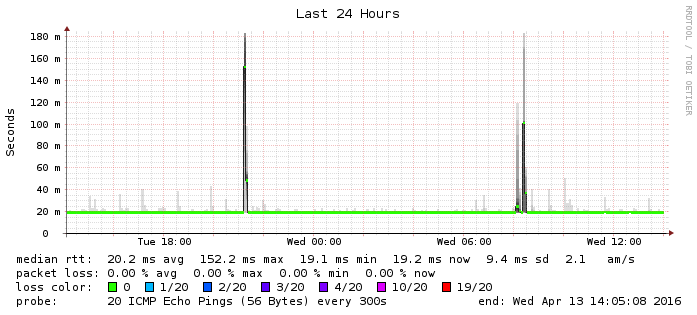 Last 24 Hours
RRDTOOL / TOBI OETIKER
Seconds
180 m
160 m
140 m
120 m
100 m
80 m
60 m
40 m
20 m
0
Tue 18:00 Wed 00:00 Wed 06:00 Wed 12:00
median rtt: 20.2 ms avg 152.2 ms max 19.1 ms min 19.2 ms now 9.4 ms sd 2.1 am/s
packet loss: 0.00 % avg 0.00 % max 0.00 % min 0.00 % now
loss color: 0 1/20 2/20 3/20 4/20 10/20 19/20
probe: 20 ICMP Echo Pings (56 Bytes) every 300s end: Wed Apr 13 14:05:08 2016